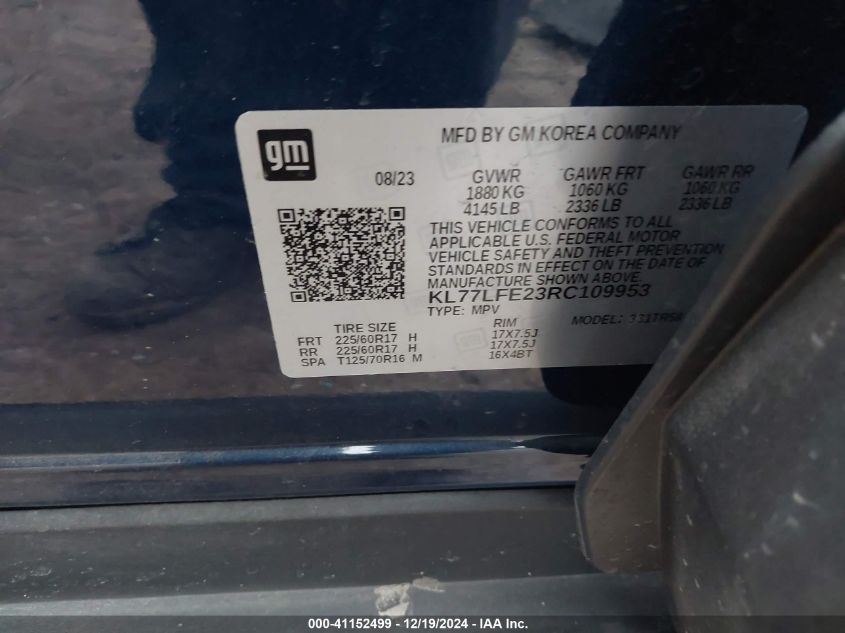 gm
MFD BY GM KOREA COMPANY
08/23
GVWR GAWR FRT GAWR RR
1880 KG 1060 KG 1060 KG
4145 LB 2336 LB 2336 LB
THIS VEHICLE CONFORMS TO ALL
APPLICABLE U.S. FEDERAL MOTOR
VEHICLE SAFETY AND THEFT PREVENTION
STANDARDS IN EFFECT ON THE DATE OF
MANUFACTURE SHOWN ABOVE.
KL77LFE23RC109953
TYPE: MPV MODEL:
TIRE SIZE RIM
FRT 225/60R17 H 17X7.5J
RR 225/60R17 H 17X7.5J
SPA T125/70R16 M 16X4BT
000-41152499 - 12/19/2024 - IAA Inc.